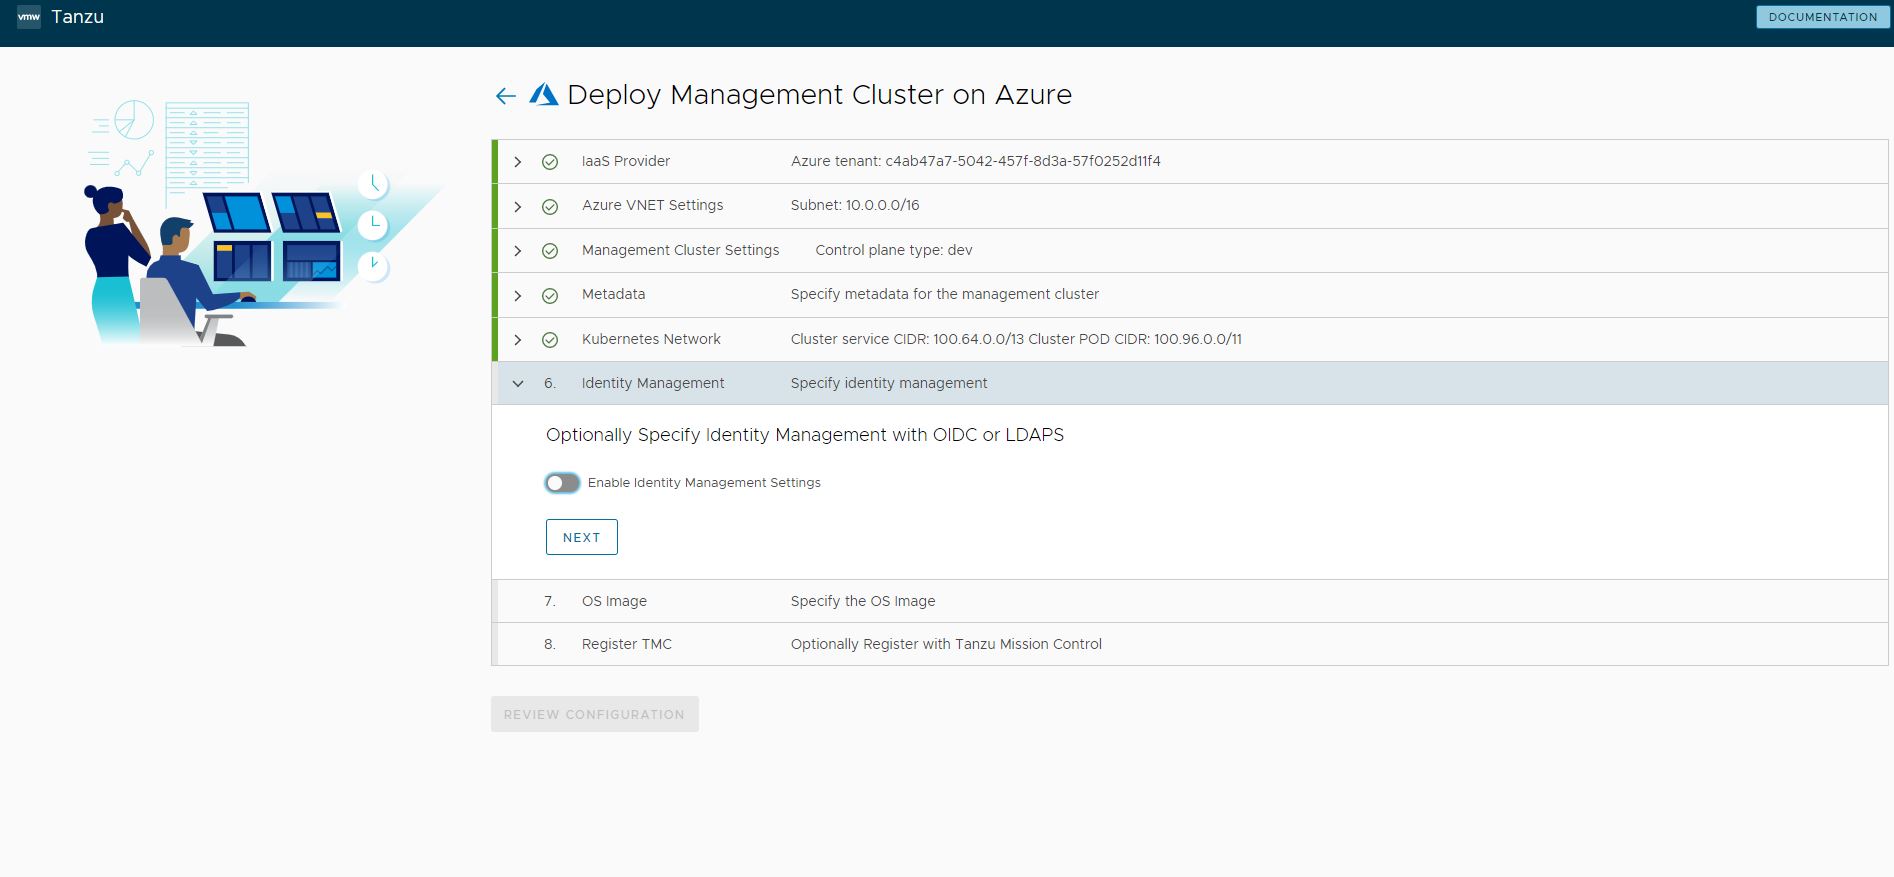 vmw Tanzu DOCUMENTATION
Deploy Management Cluster on Azure
IaaS Provider Azure tenant: c4ab47a7-5042-457f-8d3a-57f0252d11f4
Azure VNET Settings Subnet: 10.0.0.0/16
Management Cluster Settings Control plane type: dev
Metadata Specify metadata for the management cluster
Kubernetes Network Cluster service CIDR: 100.64.0.0/13 Cluster POD CIDR: 100.96.0.0/11
6. Identity Management Specify identity management
Optionally Specify Identity Management with OIDC or LDAPS
Enable Identity Management Settings
NEXT
7. OS Image Specify the OS Image
8. Register TMC Optionally Register with Tanzu Mission Control
REVIEW CONFIGURATION